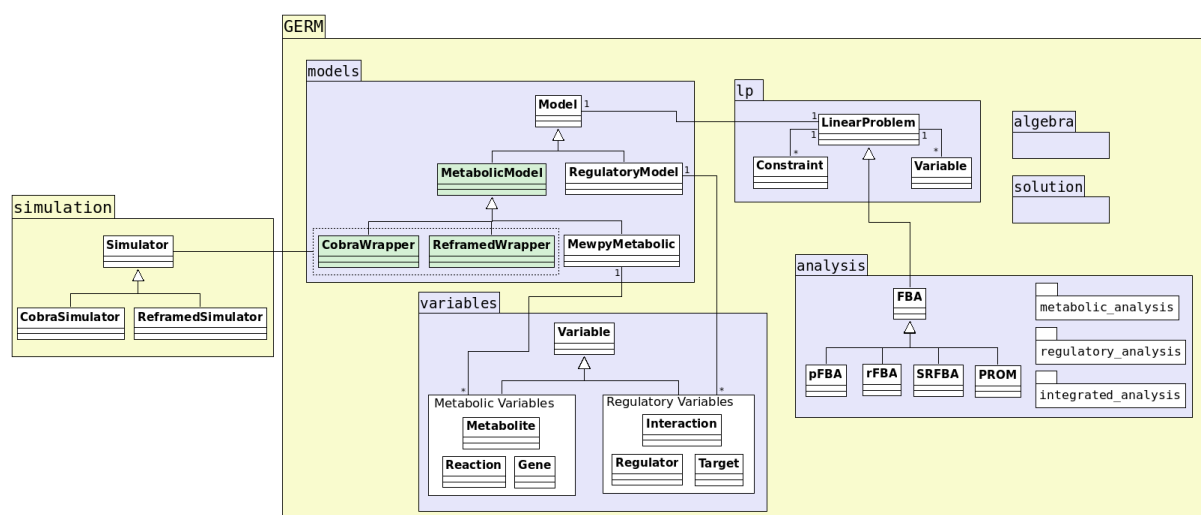 GERM
models
Model
1
MetabolicModel
RegulatoryModel
1
CobraWrapper
ReframedWrapper
MewpyMetabolic
1
lp
1
LinearProblem
1
1
*
*
Constraint
Variable
algebra
solution
simulation
Simulator
CobraSimulator
ReframedSimulator
variables
Variable
*
*
Metabolic Variables
Metabolite
Reaction
Gene
Regulatory Variables
Interaction
Regulator
Target
analysis
FBA
pFBA
rFBA
SRFBA
PROM
metabolic_analysis
regulatory_analysis
integrated_analysis